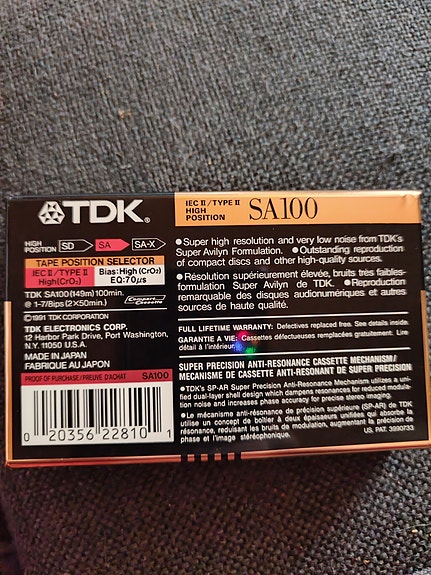 TDK®
IEC II/TYPE II
HIGH
POSITION
SA100
HIGH
POSITION
SD
SA
SA-X
TAPE POSITION SELECTOR
IEC II/TYPE II
High(CrO₂)
Bias:High(CrO₂)
EQ:70μs
TDK SA100(149m)100min.
@ 1-7/8ips (2×50min.)
Compact
Cassette
©1991 TDK CORPORATION
TDK ELECTRONICS CORP.
12 Harbor Park Drive, Port Washington,
N.Y. 11050 U.S.A.
MADE IN JAPAN
FABRIQUE AU JAPON
PROOF OF PURCHASE/PREUVE D'ACHAT SA100
0 20356 22810 1
●Super high resolution and very low noise from TDK's
Super Avilyn Formulation. ●Outstanding reproduction
of compact discs and other high-quality sources.
●Résolution supérieurement élevée, bruits très faibles-
formulation Super Avilyn de TDK. ●Reproduction
remarquable des disques audionumériques et autres
sources de haute qualité.
FULL LIFETIME WARRANTY: Defectives replaced free. See details inside.
GARANTIE A VIE: Cassettes défectueuses remplacées gratuitement. Lire
détail à l'intérieur.
SUPER PRECISION ANTI-RESONANCE CASSETTE MECHANISM/
MECANISME DE CASSETTE ANTI-RESONANT DE SUPER PRECISION
●TDK's SP-AR Super Precision Anti-Resonance Mechanism utilizes a uni-
fied dual-layer shell design which dampens resonances for reduced modula-
tion noise and increases phase accuracy for precise stereo imaging.
●Le mécanisme anti-résonance de précision supérieure (SP-AR) de TDK
utilise un concept de boîtier à deux épaisseurs unifiées qui absorbe la
résonance, réduisant les bruits de modulation, augmentant la précision de
phase et l'image stéréophonique.
US. PAT. 3990733